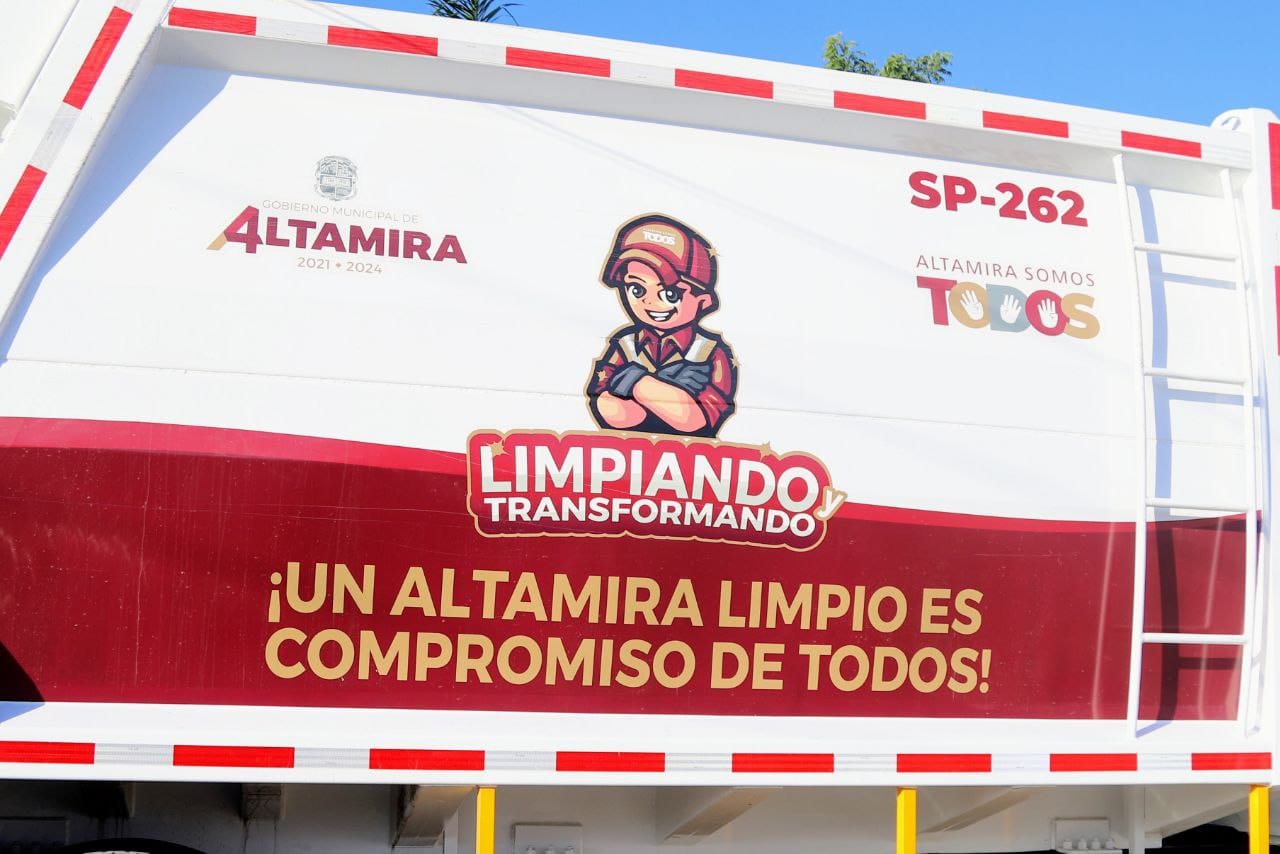 GOBIERNO MUNICIPAL DE
ALTAMIRA
2021 • 2024
SP-262
ALTAMIRA SOMOS
TODOS
TODOS
LIMPIANDO y
TRANSFORMANDO
¡UN ALTAMIRA LIMPIO ES
COMPROMISO DE TODOS!